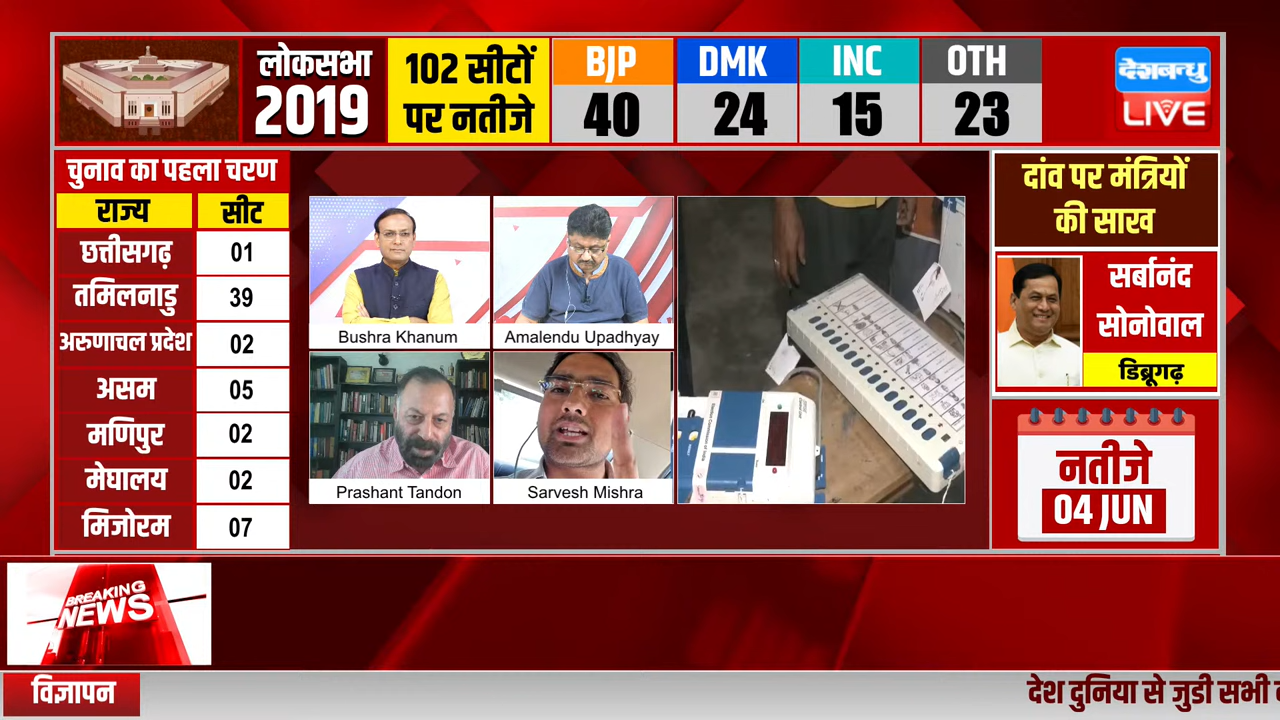 लोकसभा
2019
102 सीटों
पर नतीजे
BJP
40
DMK
24
INC
15
OTH
23
देशबन्धु
LIVE
चुनाव का पहला चरण
राज्य सीट
छत्तीसगढ़ 01
तमिलनाडु 39
अरुणाचल प्रदेश 02
असम 05
मणिपुर 02
मेघालय 02
मिजोरम 07
Bushra Khanum
Amalendu Upadhyay
Prashant Tandon
Sarvesh Mishra
दांव पर मंत्रियों
की साख
सर्बानंद
सोनोवाल
डिब्रूगढ़
नतीजे
04 JUN
BREAKING
NEWS
विज्ञापन
देश दुनिया से जुडी सभी